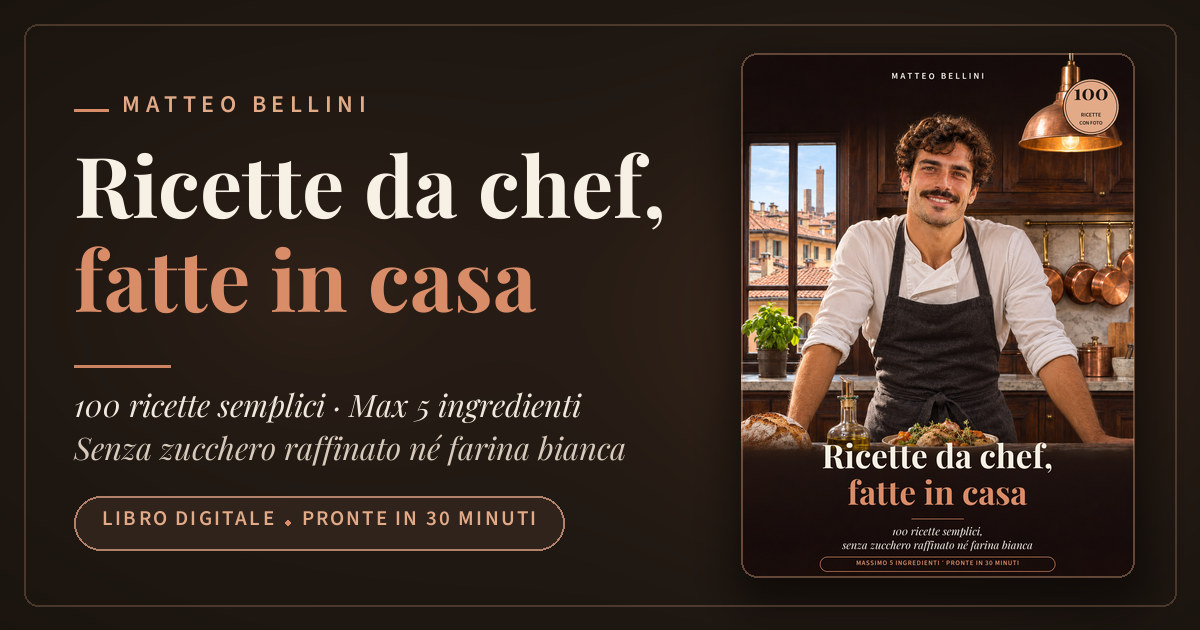 MATTEO BELLINI
Ricette da chef,
fatte in casa
100 ricette semplici · Max 5 ingredienti
Senza zucchero raffinato né farina bianca
LIBRO DIGITALE ⬩ PRONTE IN 30 MINUTI
MATTEO BELLINI
100
RICETTE
CON FOTO
Ricette da chef,
fatte in casa
100 ricette semplici,
senza zucchero raffinato né farina bianca
MASSIMO 5 INGREDIENTI · PRONTE IN 30 MINUTI